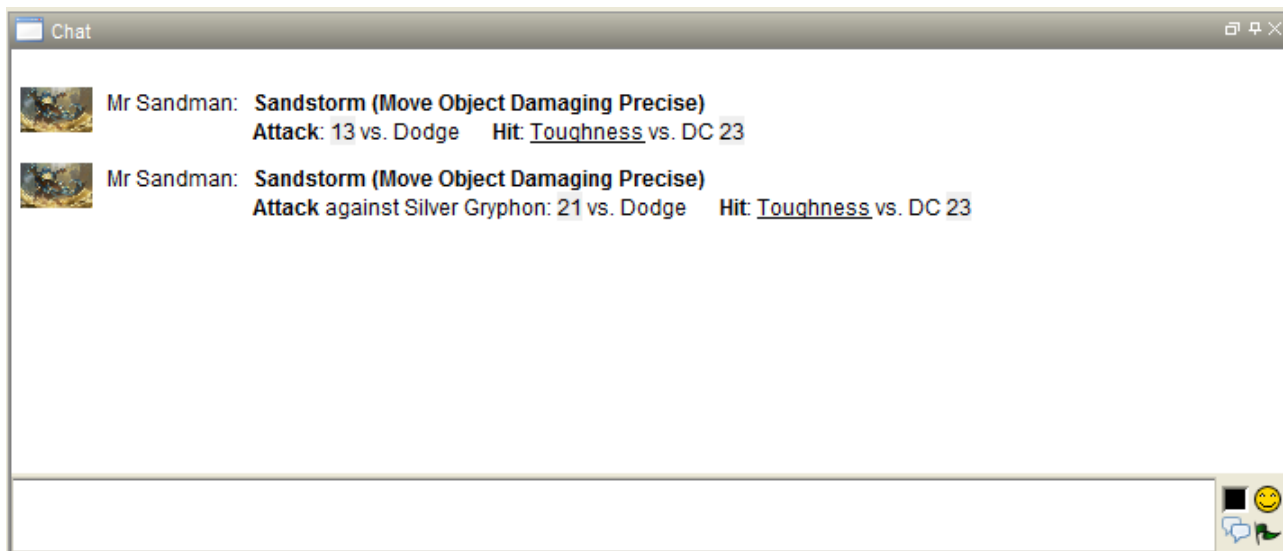 Chat
Mr Sandman: Sandstorm (Move Object Damaging Precise)
Attack: 13 vs. Dodge Hit: Toughness vs. DC 23
Mr Sandman: Sandstorm (Move Object Damaging Precise)
Attack against Silver Gryphon: 21 vs. Dodge Hit: Toughness vs. DC 23